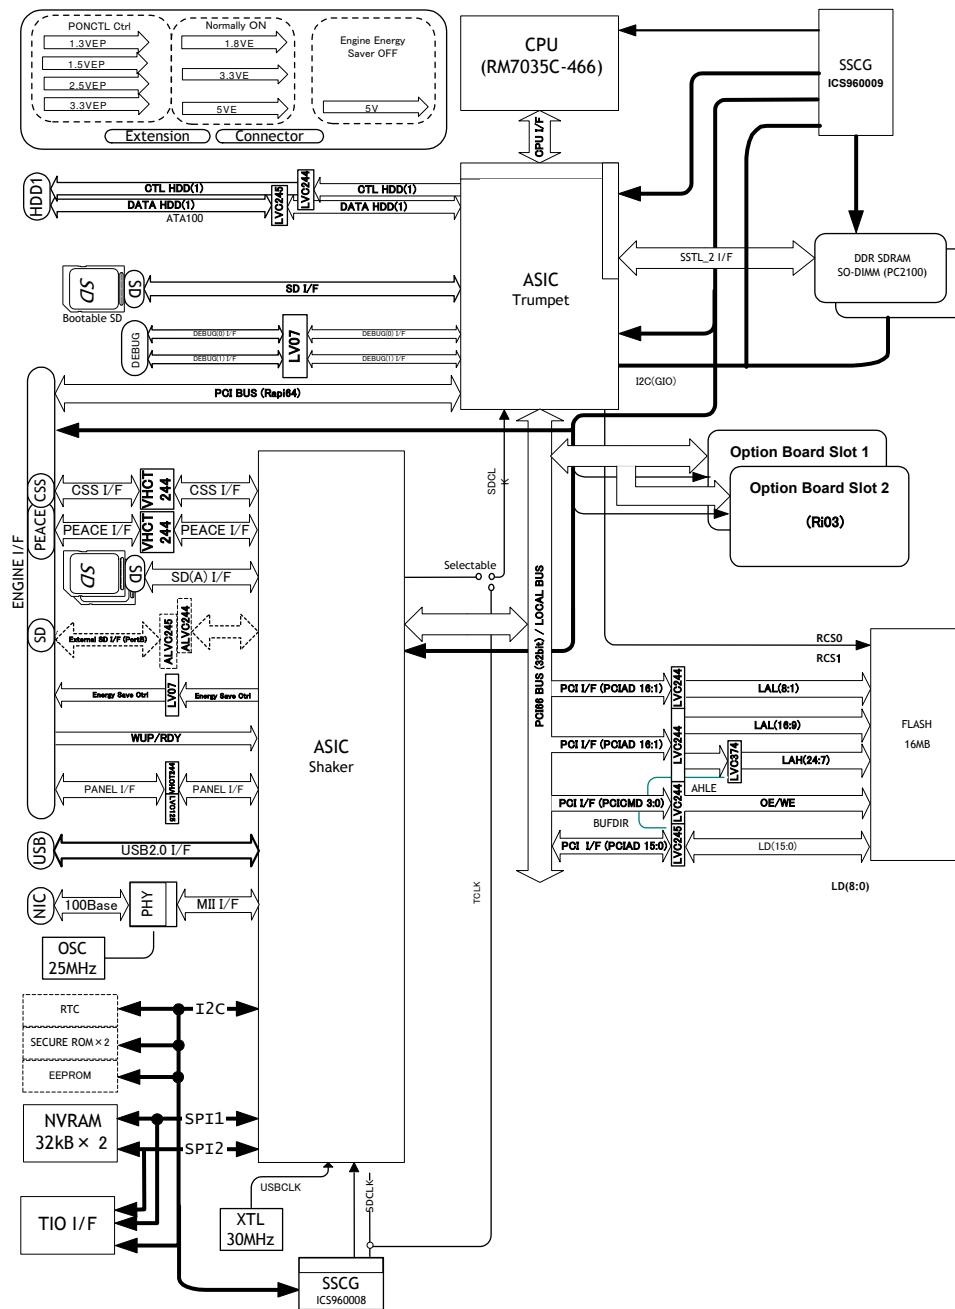 PONCTL Ctrl
1.3VEP
1.5VEP
2.5VEP
3.3VEP
Normally ON
1.8VE
3.3VE
5VE
Engine Energy
Saver OFF
5V
Extension
Connector
CPU
(RM7035C-466)
SSCG
ICS960009
CPU I/F
HDD1
CTL HDD(1)
DATA HDD(1)
ATA100
LVC245
LVC244
CTL HDD(1)
DATA HDD(1)
ASIC
Trumpet
SSTL_2 I/F
DDR SDRAM
SO-DIMM (PC2100)
SD
Bootable SD
SD
SD I/F
DEBUG
DEBUG(0) I/F
DEBUG(1) I/F
LV07
DEBUG(0) I/F
DEBUG(1) I/F
I2C(GIO)
PCI BUS (Rapi64)
ENGINE I/F
CSS
CSS I/F
VHCT
244
CSS I/F
PEACE
PEACE I/F
VHCT
244
PEACE I/F
SD
SD
SD(A) I/F
SD
External SD I/F (PortB)
ALVC245
ALVC244
LV07
Energy Save Ctrl
Energy Save Ctrl
WUP/RDY
PANEL I/F
PANEL I/F
ASIC
Shaker
SDCL
K
Selectable
Option Board Slot 1
Option Board Slot 2
(Ri03)
PCI66 BUS (32bit) / LOCAL BUS
RCS0
RCS1
PCI I/F (PCIAD 16:1)
LVC244
LAL(8:1)
PCI I/F (PCIAD 16:1)
LVC244
LAL(16:9)
LVC374
LAH(24:7)
AHLE
PCI I/F (PCICMD 3:0)
LVC244
OE/WE
BUFDIR
PCI I/F (PCIAD 15:0)
LVC245
LD(15:0)
LD(8:0)
FLASH
16MB
USB
USB2.0 I/F
NIC
100Base
PHY
MII I/F
OSC
25MHz
TCLK
RTC
SECURE ROM×2
EEPROM
I2C
NVRAM
32kB × 2
SPI1
SPI2
TIO I/F
USBCLK
XTL
30MHz
SDCLK
SSCG
ICS960008